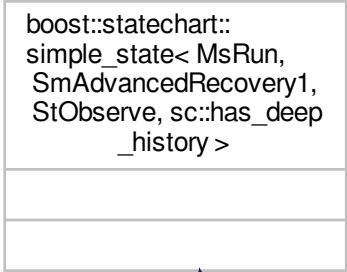 boost::statechart::
simple_state< MsRun,
SmAdvancedRecovery1,
StObserve, sc::has_deep
_history >